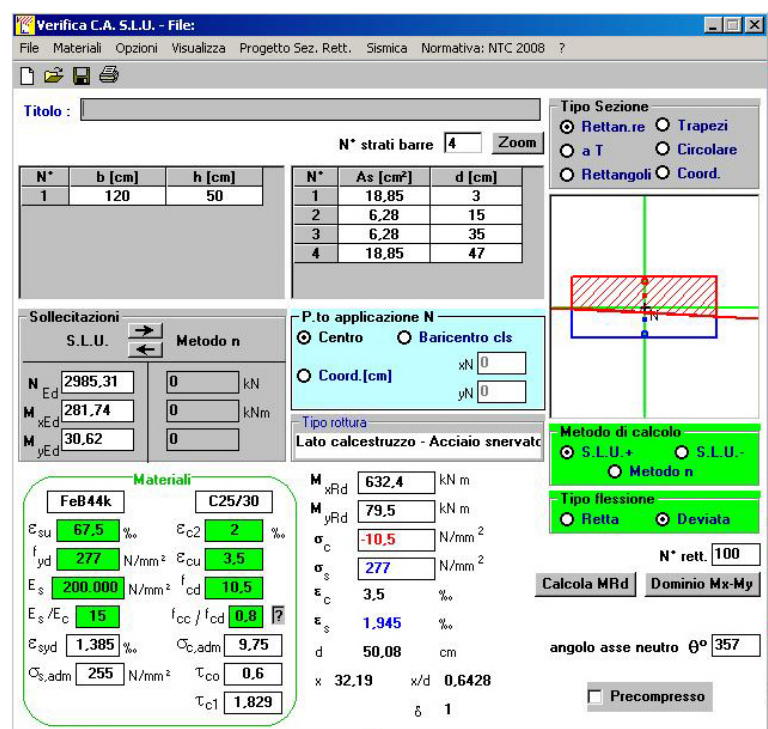 Verifica C.A. S.L.U. - File:
File Materiali Opzioni Visualizza Progetto Sez. Rett. Sismica Normativa: NTC 2008 ?
Titolo :
N° strati barre 4 Zoom
Tipo Sezione
Rettan.re Trapezi
a T Circolare
Rettangoli Coord.
N° b [cm] h [cm]
1 120 50
N° As [cm²] d [cm]
1 18,85 3
2 6,28 15
3 6,28 35
4 18,85 47
N
Sollecitazioni
S.L.U. Metodo n
N Ed 2985,31 0 kN
M xEd 281,74 0 kNm
M yEd 30,62
P.to applicazione N
Centro Baricentro cls
Coord.[cm] xN 0
yN 0
Tipo rottura
Lato calcestruzzo - Acciaio snervato
Metodo di calcolo
S.L.U.+ S.L.U.-
Metodo n
Tipo flessione
Retta Deviata
N° rett. 100
Calcola MRd Dominio Mx-My
angolo asse neutro θ° 357
Precompresso
Materiali
FeB44k C25/30
εsu 67,5 ‰ εc2 2 ‰
fyd 277 N/mm² εcu 3,5
Es 200.000 N/mm² fcd 10,5
Es/Ec 15 fcc / fcd 0,8 ?
εsyd 1,385 ‰ σc,adm 9,75
σs,adm 255 N/mm² τco 0,6
τc1 1,829
M xRd 632,4 kN m
M yRd 79,5 kN m
σc -10,5 N/mm²
σs 277 N/mm²
εc 3,5 ‰
εs 1,945 ‰
d 50,08 cm
x 32,19 x/d 0,6428
δ 1